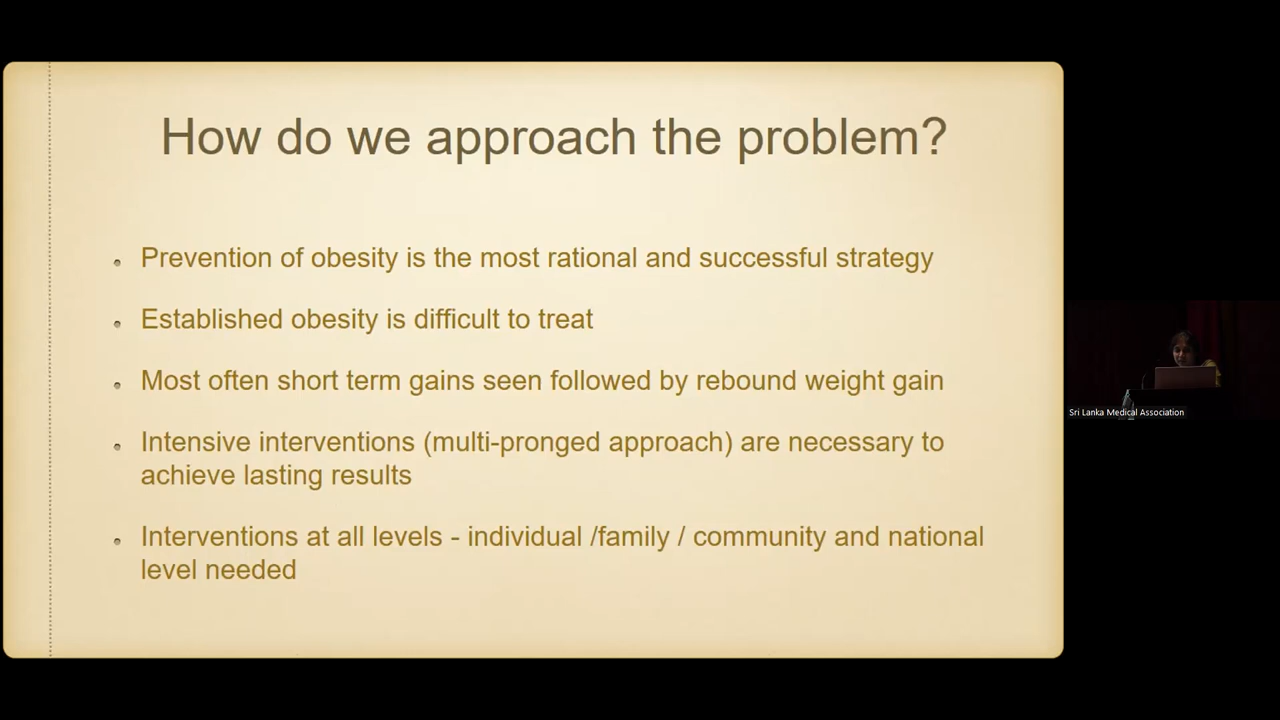 How do we approach the problem?
Prevention of obesity is the most rational and successful strategy
Established obesity is difficult to treat
Most often short term gains seen followed by rebound weight gain
Intensive interventions (multi-pronged approach) are necessary to
achieve lasting results
Interventions at all levels - individual /family / community and national
level needed
Sri Lanka Medical Association